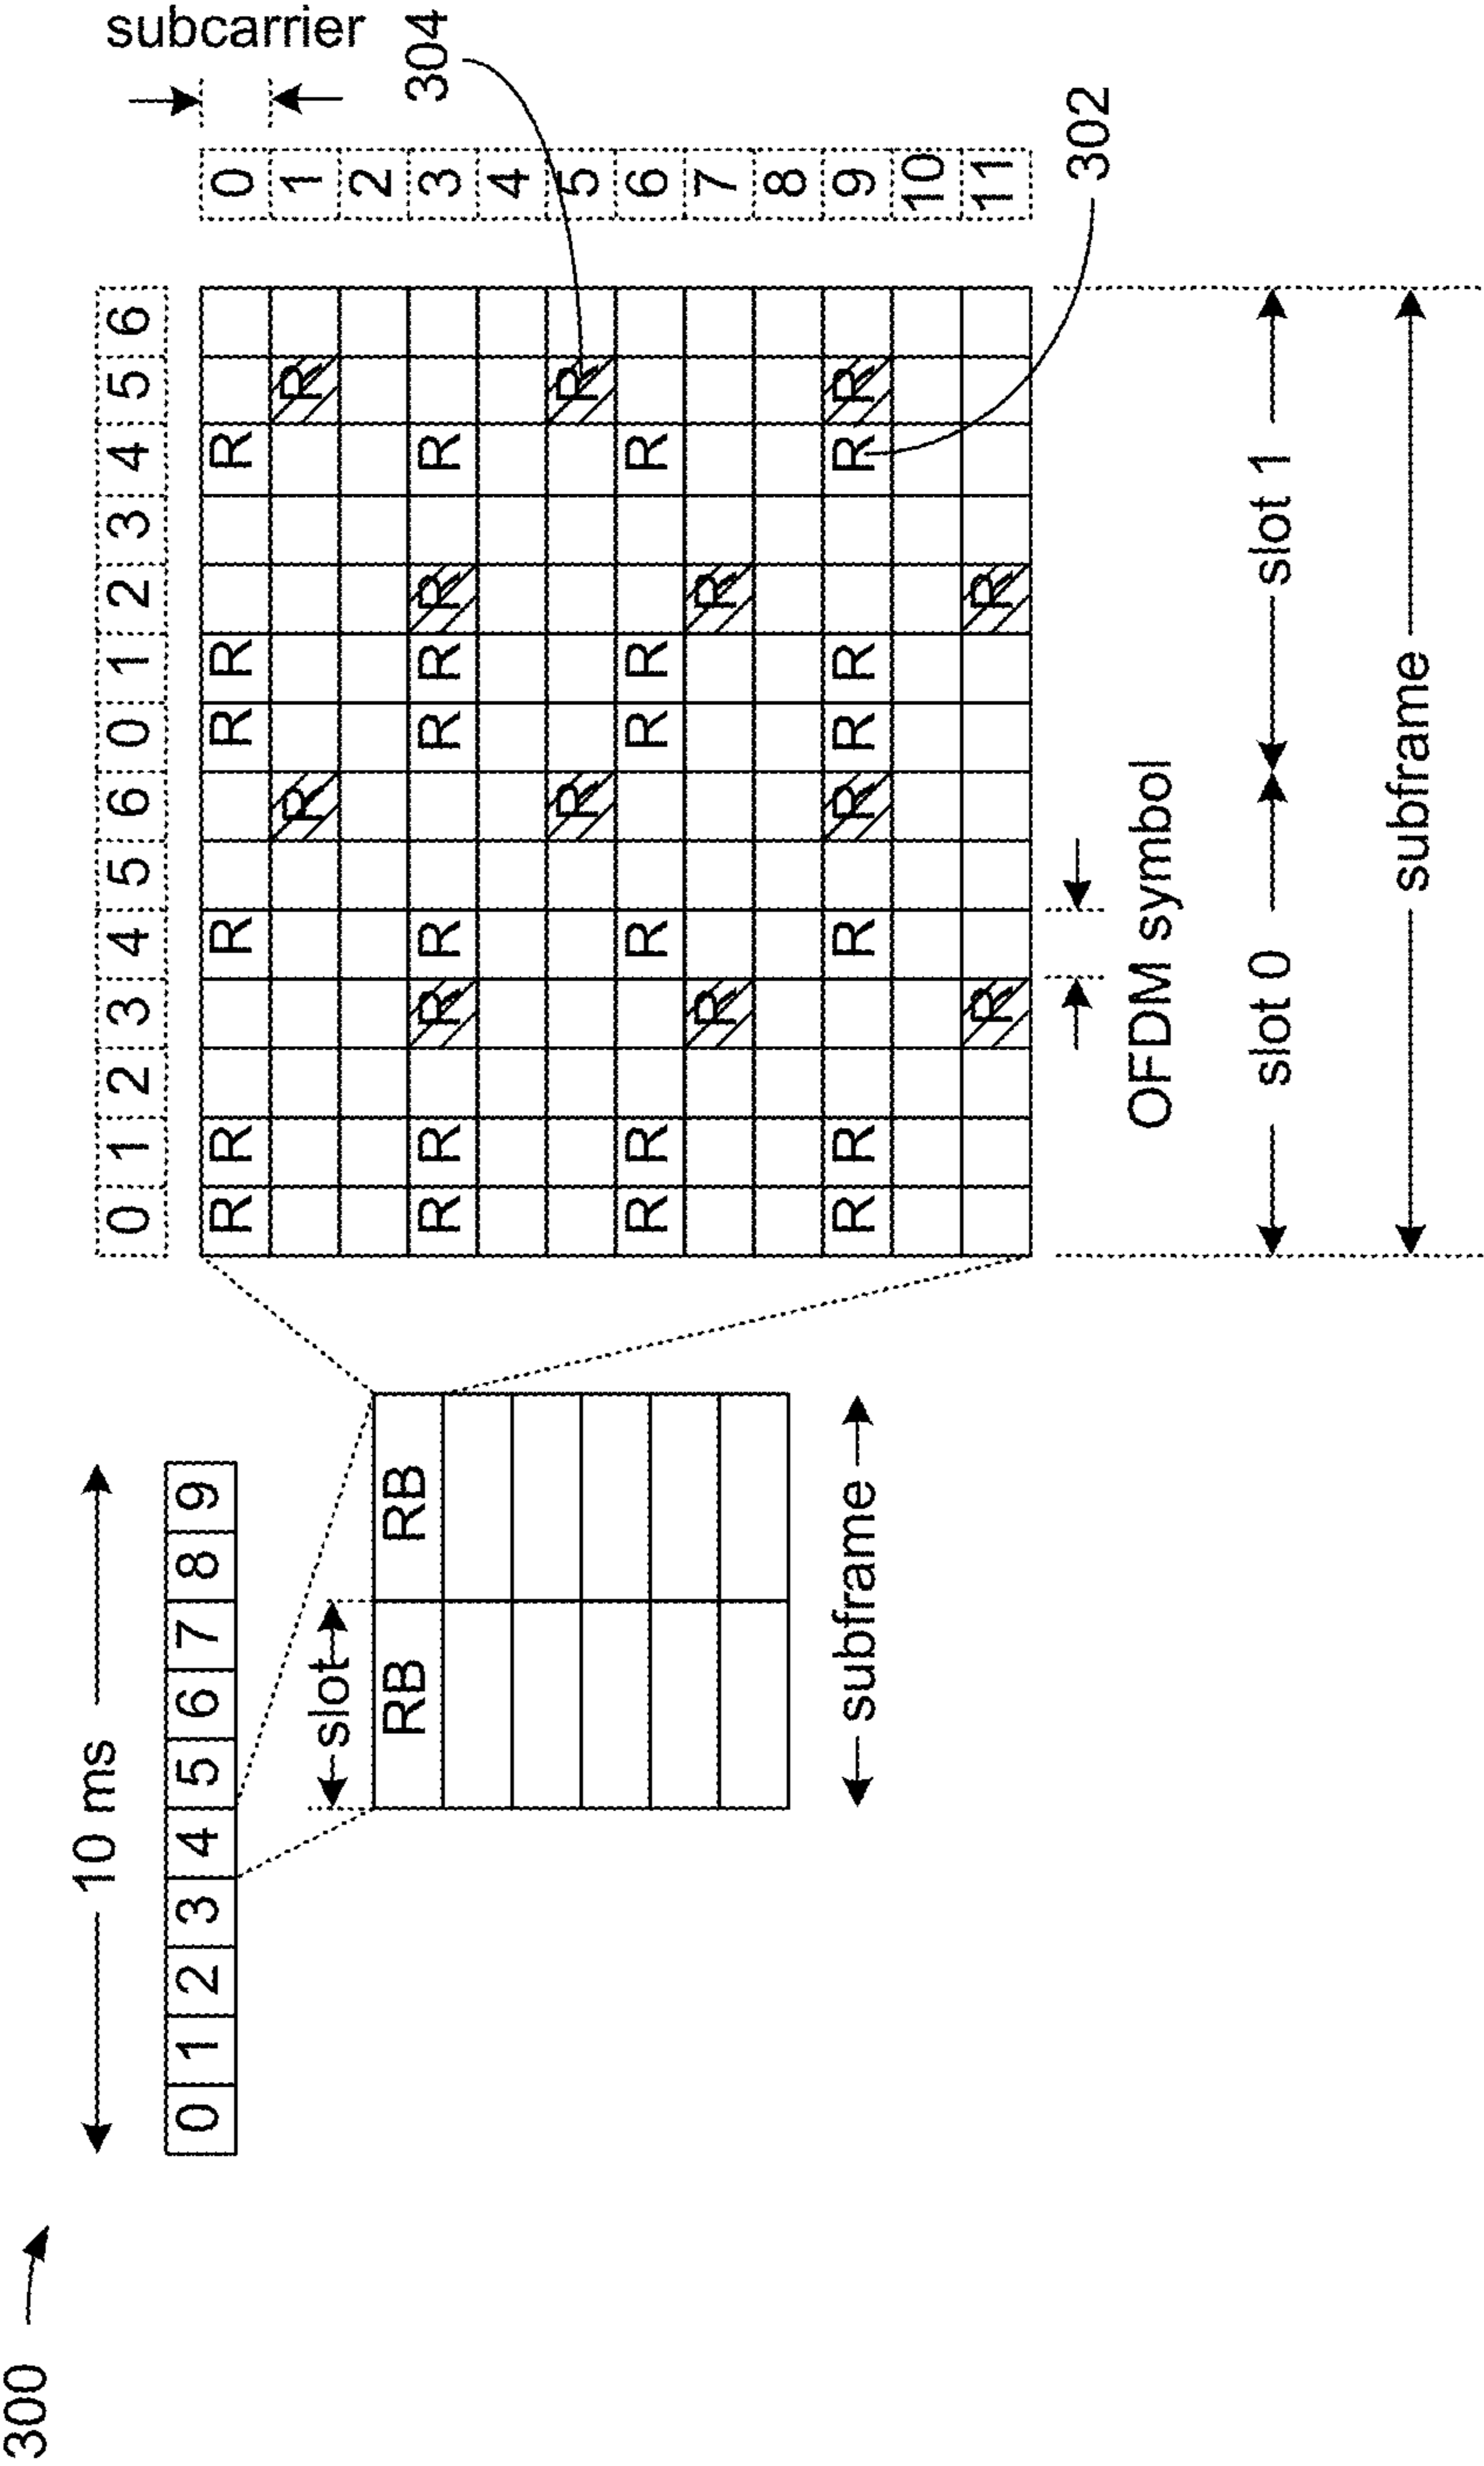 300
10 ms
0 1 2 3 4 5 6 7 8 9
slot
RB RB
subframe
0 1 2 3 4 5 6 0 1 2 3 4 5 6
subcarrier
R R R R R R 0
R R 1
2
R R R R R R R R 3
304
4
R R 5
R R R R R R 6
R R 7
8
R R R R R R R R 9
10
R R 11
302
OFDM symbol
slot 0 slot 1
subframe